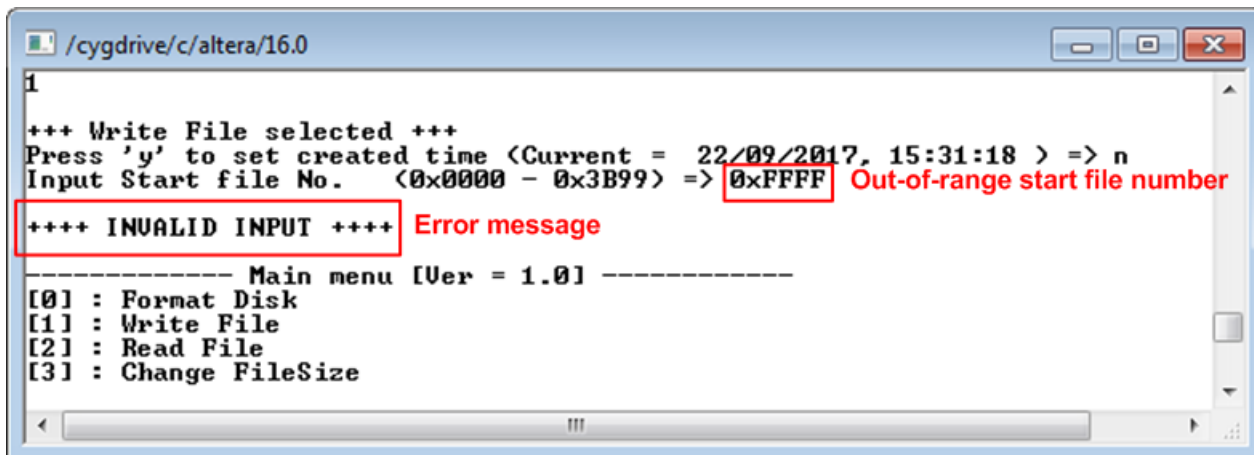 /cygdrive/c/altera/16.0
1
+++ Write File selected +++
Press 'y' to set created time (Current =  22/09/2017, 15:31:18 ) => n
Input Start file No.   (0x0000 - 0x3B99) => 0xFFFF Out-of-range start file number
++++ INVALID INPUT ++++ Error message
------------- Main menu [Ver = 1.0] ------------
[0] : Format Disk
[1] : Write File
[2] : Read File
[3] : Change FileSize